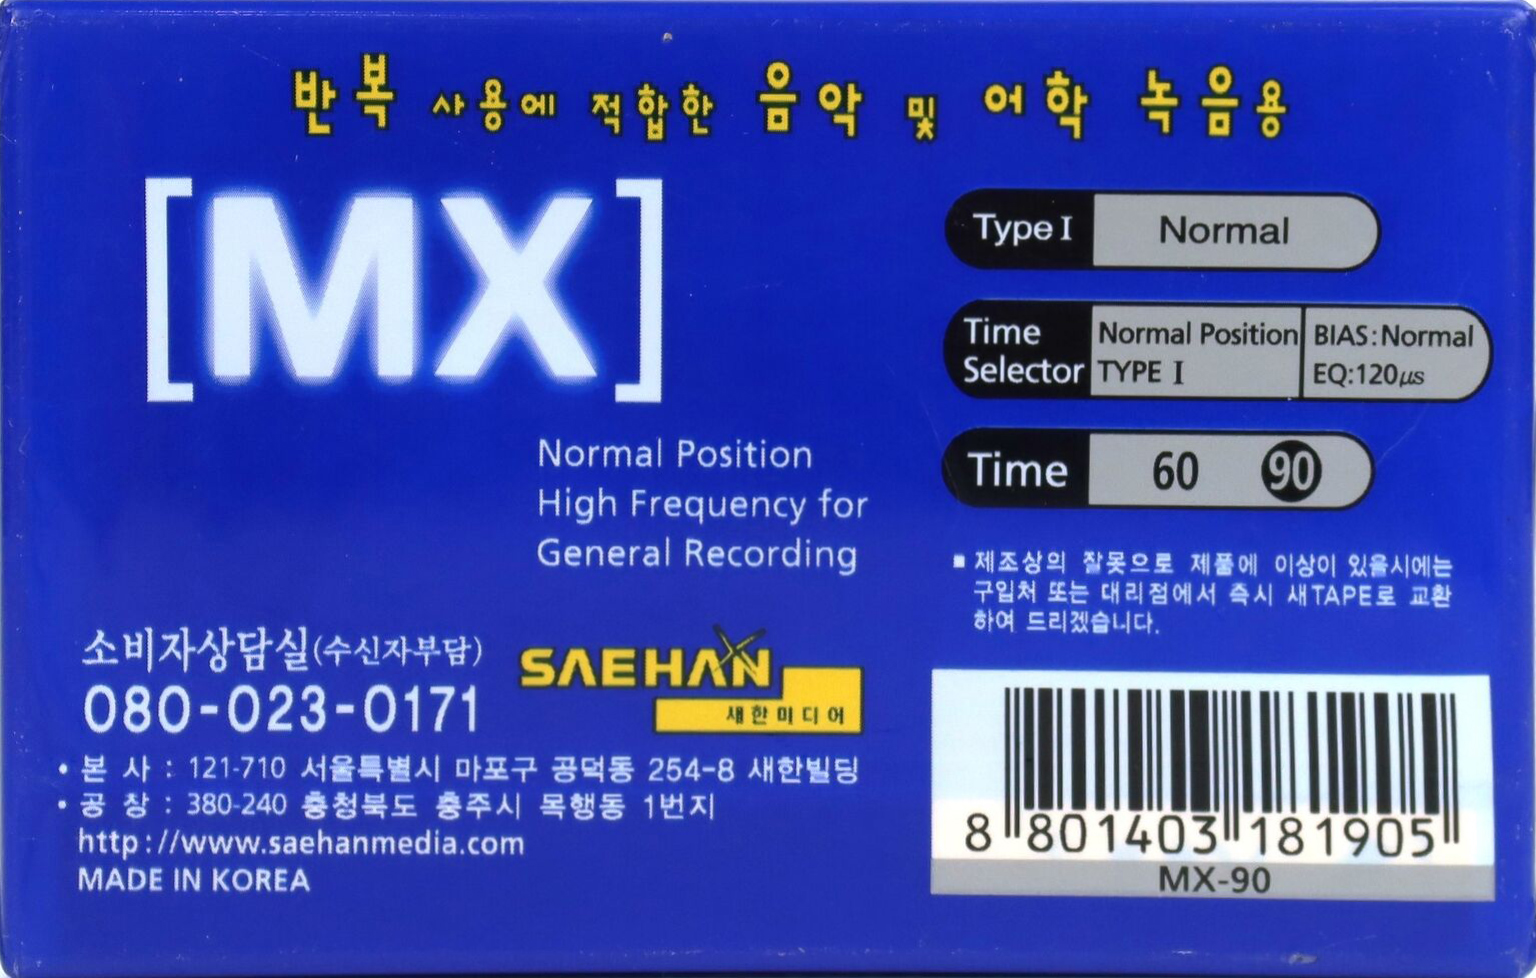 반복 사용에 적합한 음악 및 어학 녹음용
[MX]
Normal Position
High Frequency for
General Recording
Type I Normal
Time Selector Normal Position TYPE I BIAS:Normal EQ:120㎲
Time 60 90
▪ 제조상의 잘못으로 제품에 이상이 있을시에는
구입처 또는 대리점에서 즉시 새TAPE로 교환
하여 드리겠습니다.
소비자상담실(수신자부담)
080-023-0171
SAEHAN
새한미디어
• 본 사 : 121-710 서울특별시 마포구 공덕동 254-8 새한빌딩
• 공 장 : 380-240 충청북도 충주시 목행동 1번지
http://www.saehanmedia.com
MADE IN KOREA
8 801403 181905
MX-90